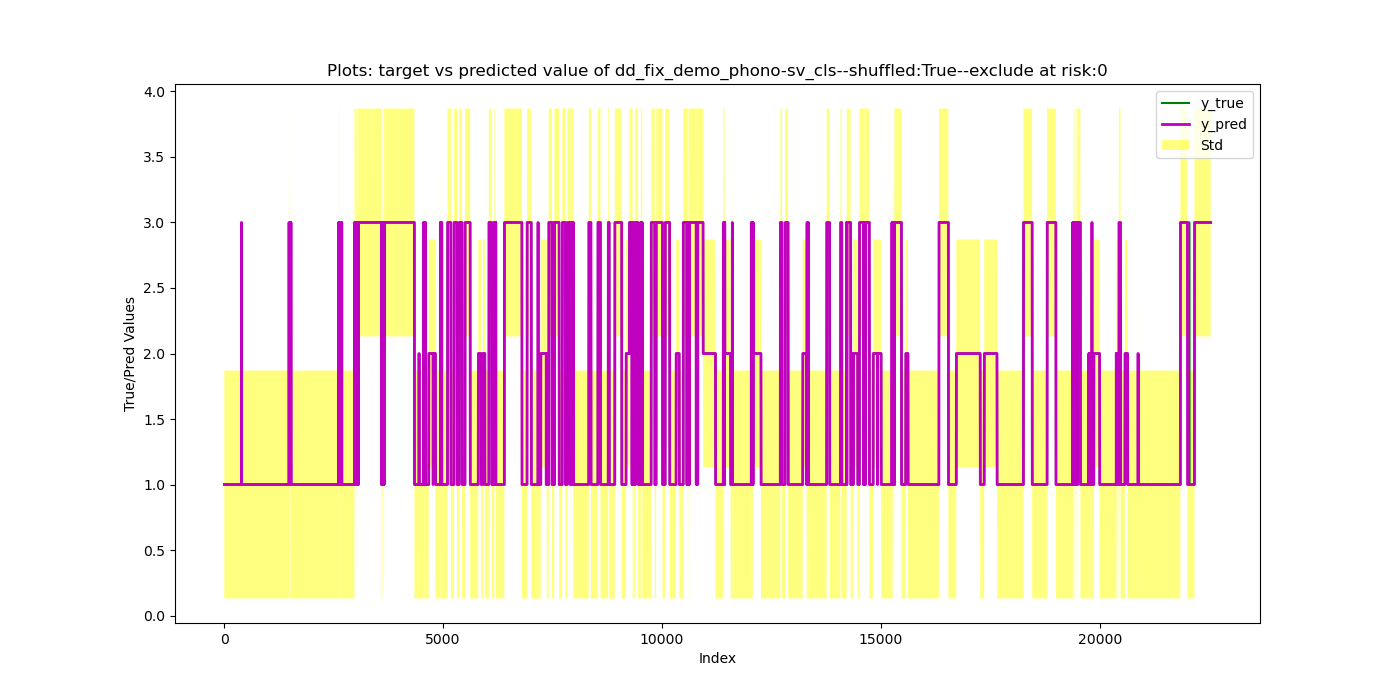 Plots: target vs predicted value of dd_fix_demo_phono-sv_cls--shuffled:True--exclude at risk:0
y_true
y_pred
Std
True/Pred Values
4.0
3.5
3.0
2.5
2.0
1.5
1.0
0.5
0.0
0 5000 10000 15000 20000
Index